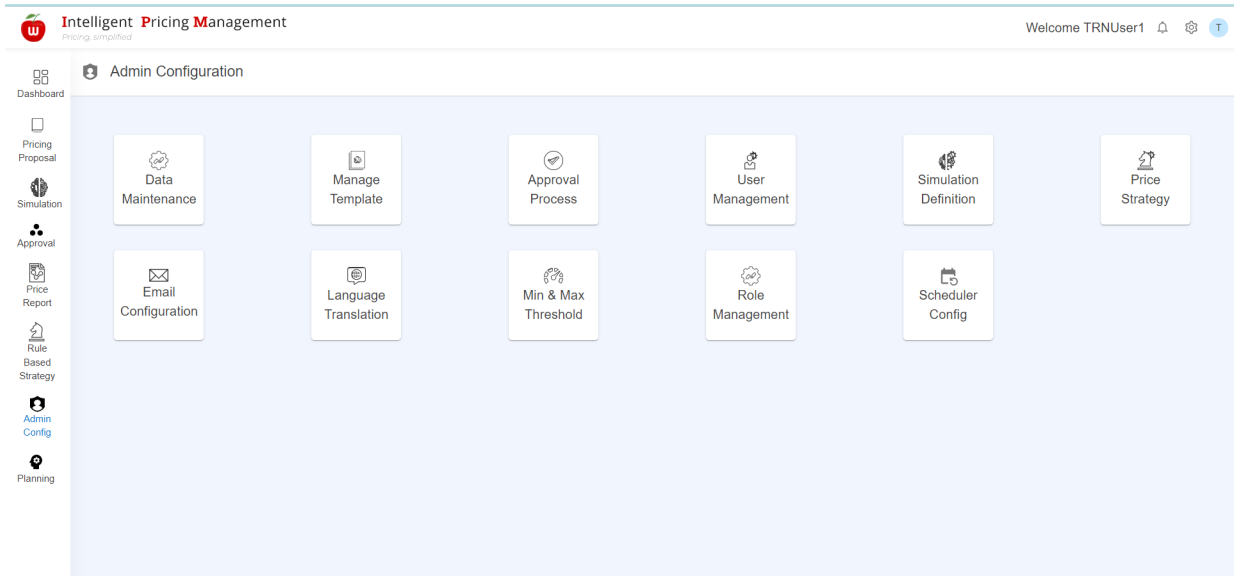 W
Intelligent Pricing Management
Pricing, simplified
Welcome TRNUser1
T
Admin Configuration
Dashboard
Pricing
Proposal
Simulation
Approval
Price
Report
Rule
Based
Strategy
Admin
Config
Planning
Data
Maintenance
Manage
Template
Approval
Process
User
Management
Simulation
Definition
Price
Strategy
Email
Configuration
Language
Translation
Min & Max
Threshold
Role
Management
Scheduler
Config